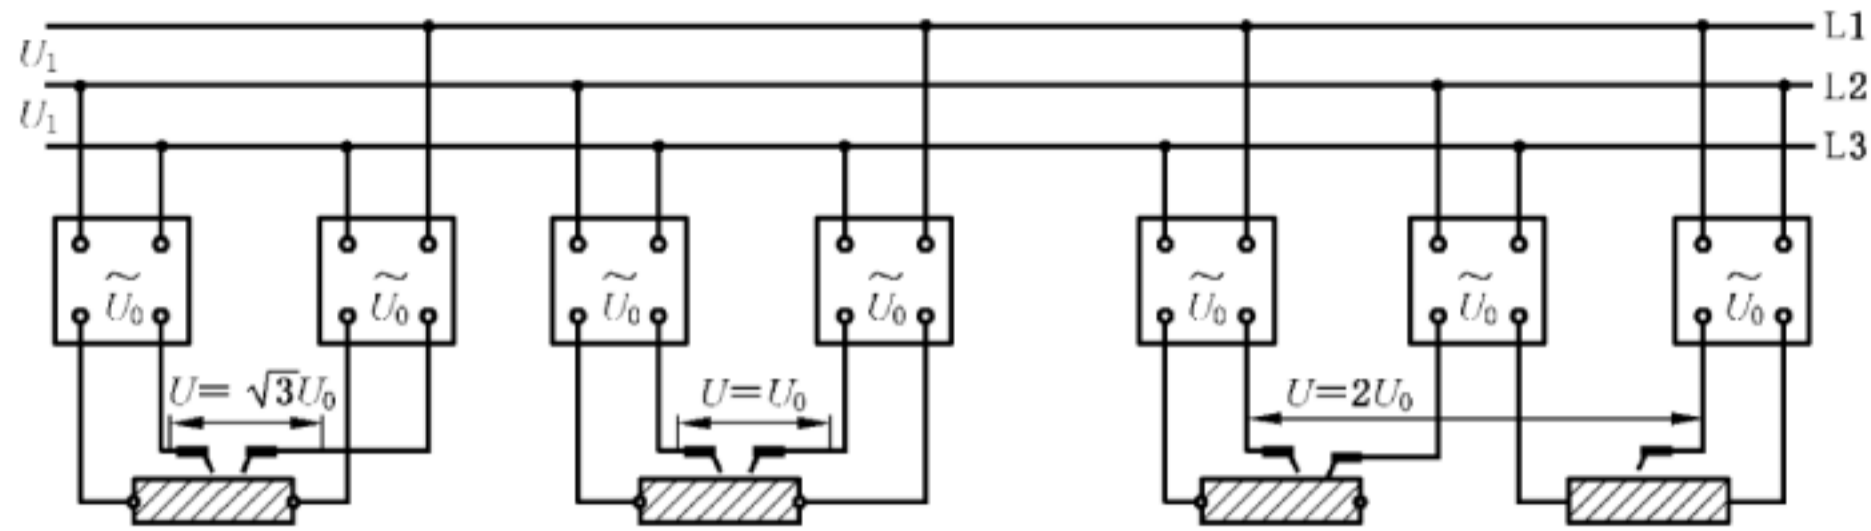 L1
U₁
L2
U₁
L3
~ ~ ~ ~ ~ ~ ~
U₀ U₀ U₀ U₀ U₀ U₀ U₀
U=√3U₀ U=U₀ U=2U₀